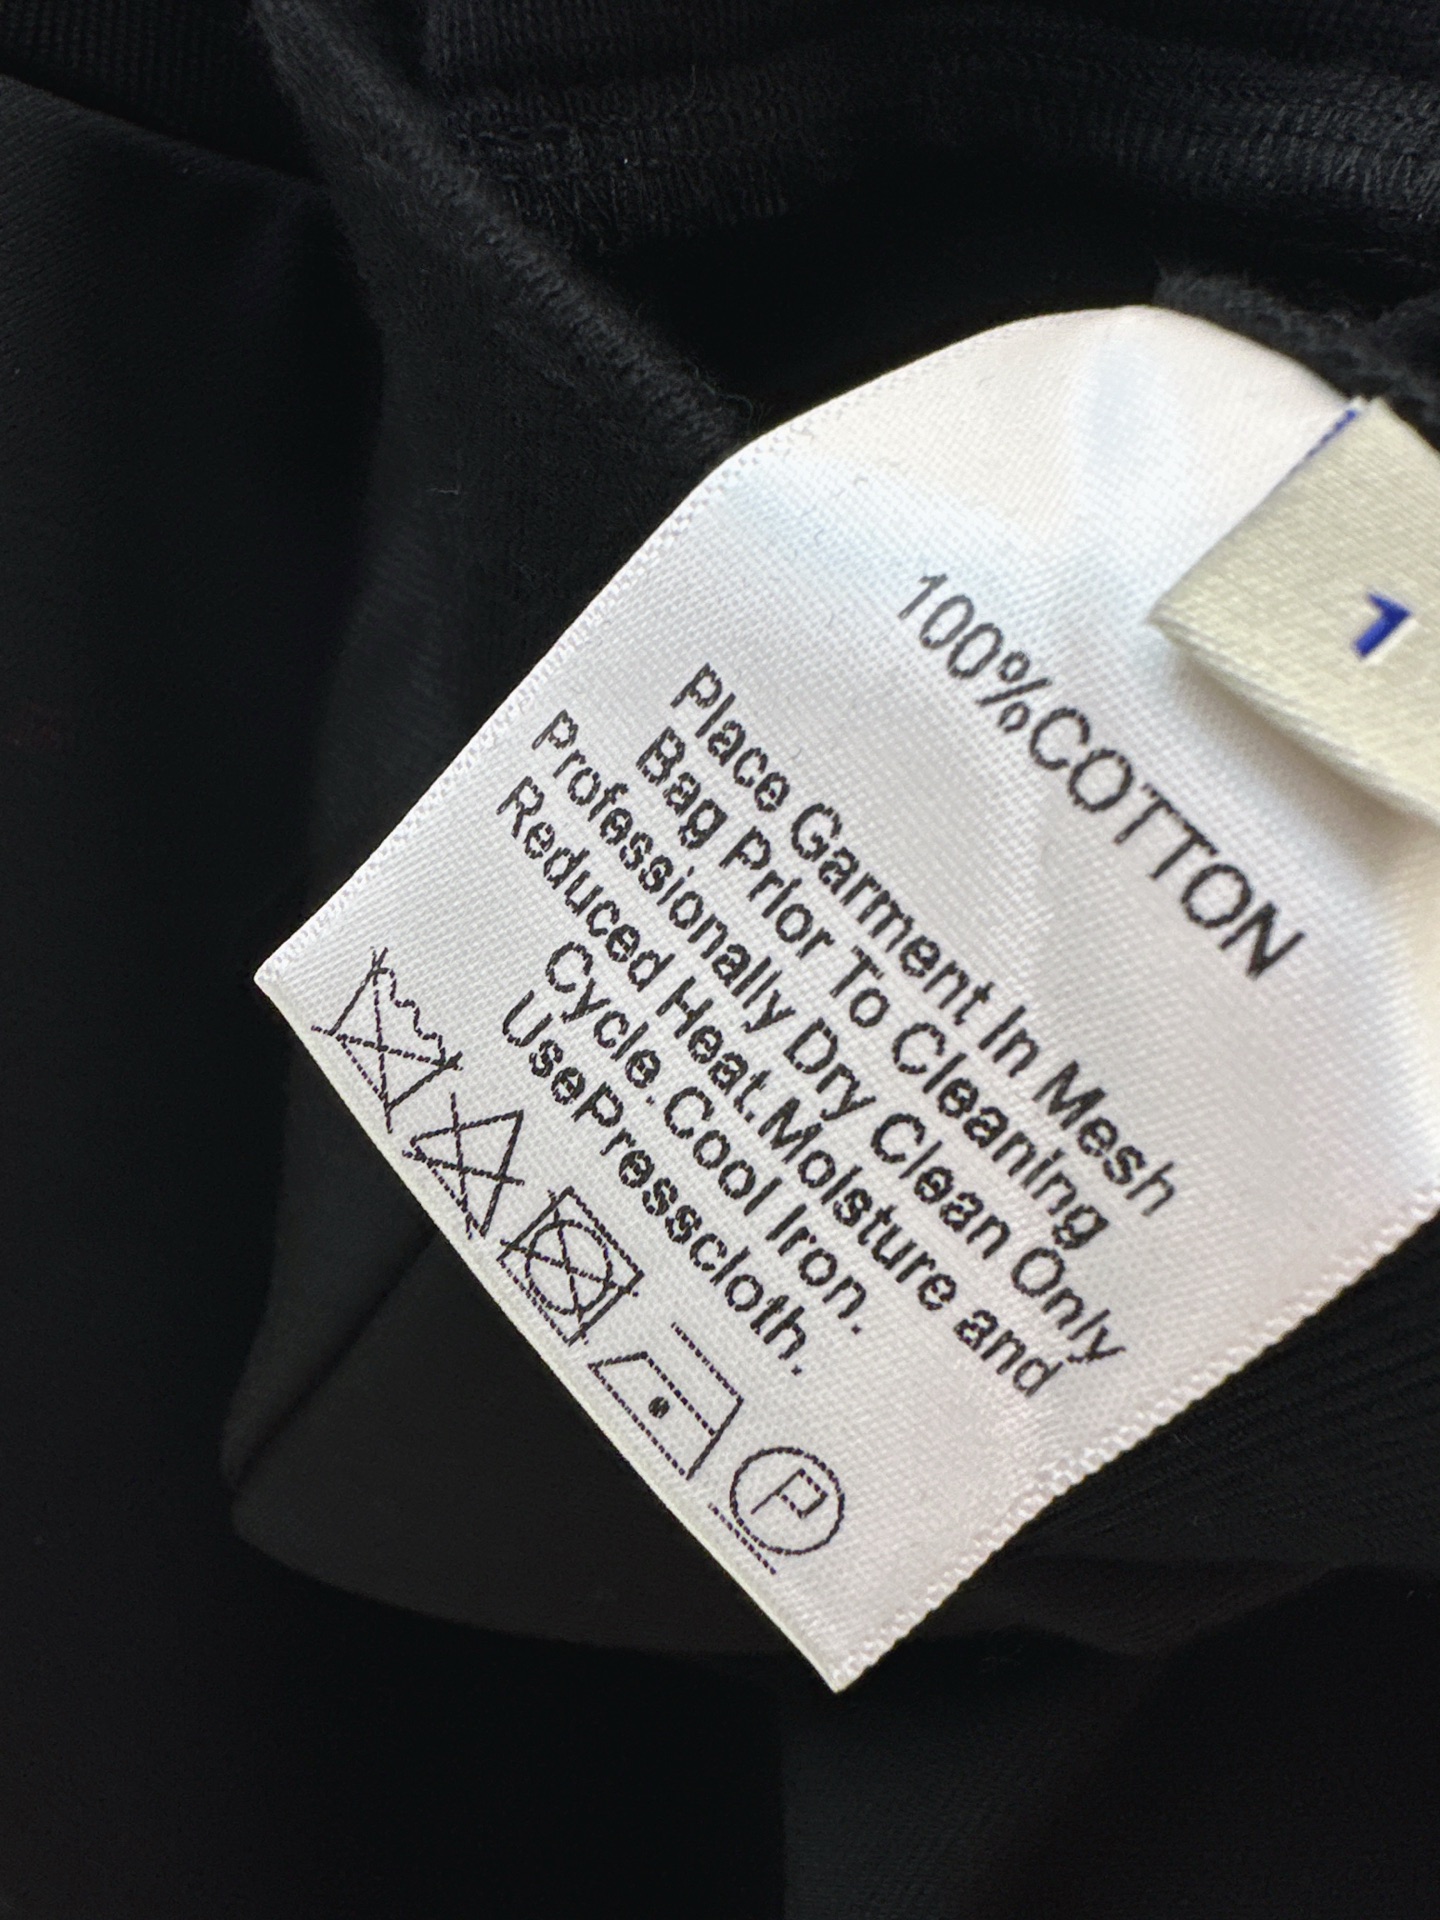 100%COTTON
Place Garment In Mesh
Bag Prior To Cleaning
Professionally Dry Clean Only
Reduced Heat.Moisture and
Cycle.Cool Iron.
UsePresscloth.
P
1